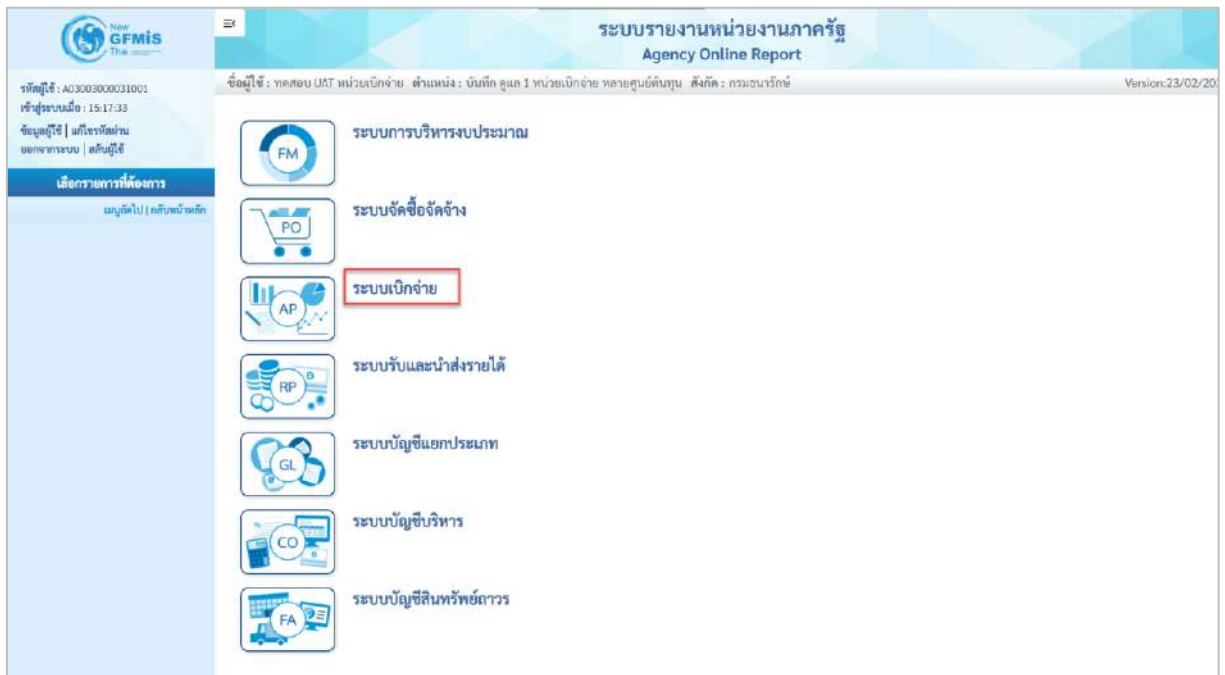 New
GFMIS
Thai
ระบบรายงานหน่วยงานภาครัฐ
Agency Online Report
รหัสผู้ใช้ : A03003000031001
เข้าสู่ระบบเมื่อ : 15:17:33
ข้อมูลผู้ใช้ | แก้ไขรหัสผ่าน
ออกจากระบบ | สลับผู้ใช้
เลือกรายการที่ต้องการ
เมนูถัดไป | กลับหน้าหลัก
ชื่อผู้ใช้ : ทดสอบ UAT หน่วยเบิกจ่าย ตำแหน่ง : บันทึก ดูแล 1 หน่วยเบิกจ่าย หลายศูนย์ต้นทุน สังกัด : กรมธนารักษ์
Version:23/02/20
FM
ระบบการบริหารงบประมาณ
PO
ระบบจัดซื้อจัดจ้าง
AP
ระบบเบิกจ่าย
RP
B
ระบบรับและนำส่งรายได้
GL
ระบบบัญชีแยกประเภท
CO
ระบบบัญชีบริหาร
FA
ระบบบัญชีสินทรัพย์ถาวร